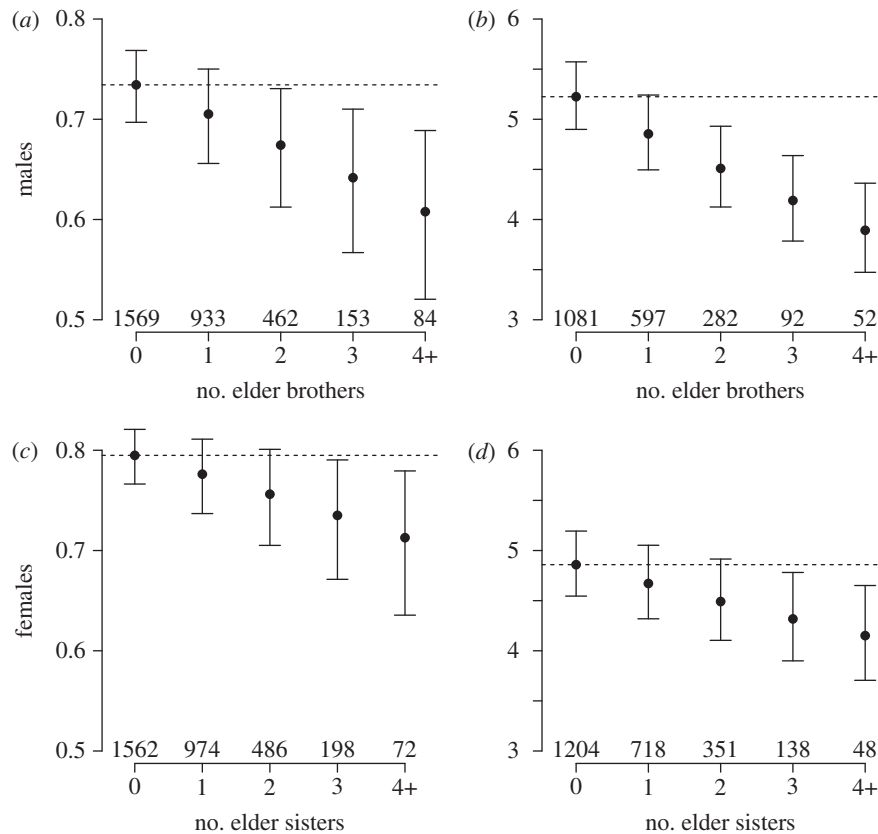 (a)
0.8
0.7
0.6
0.5
males
1569 933 462 153 84
0 1 2 3 4+
no. elder brothers
(b)
6
5
4
3
1081 597 282 92 52
0 1 2 3 4+
no. elder brothers
(c)
0.8
0.7
0.6
0.5
females
1562 974 486 198 72
0 1 2 3 4+
no. elder sisters
(d)
6
5
4
3
1204 718 351 138 48
0 1 2 3 4+
no. elder sisters